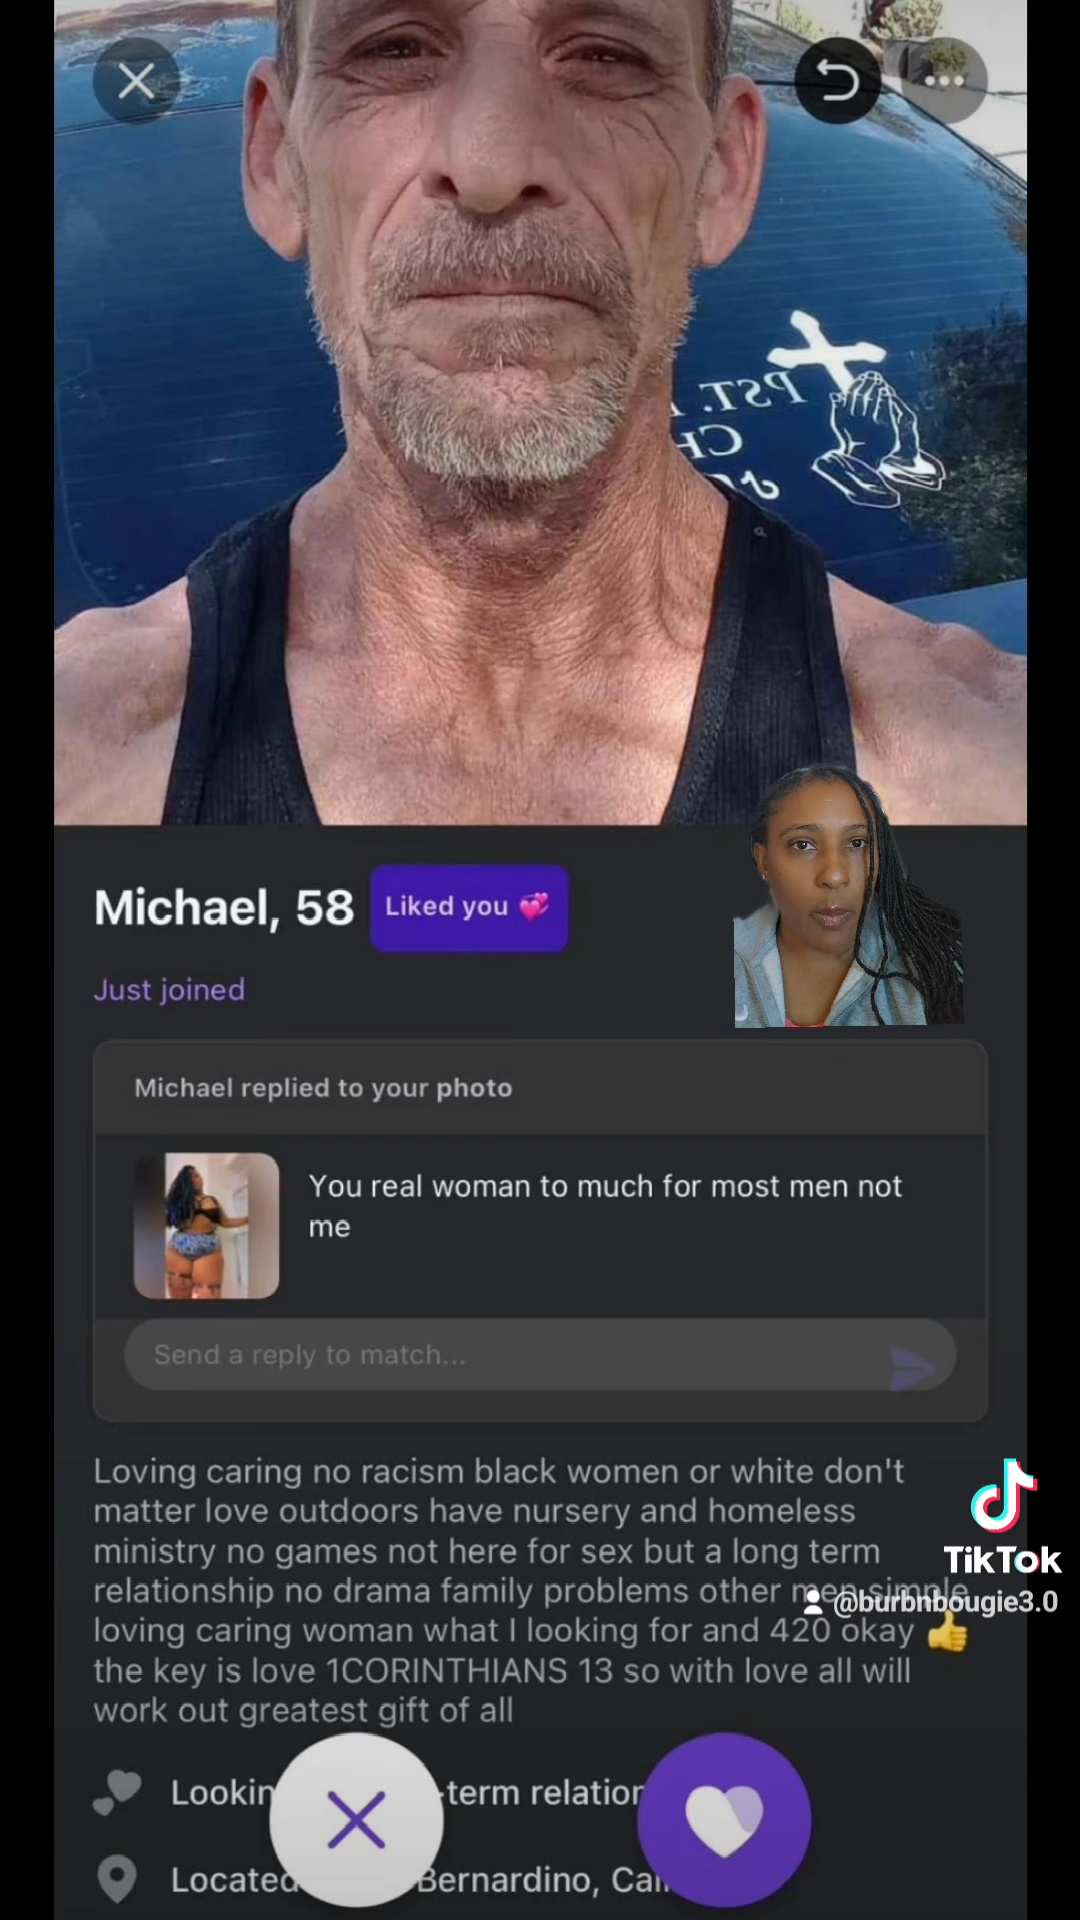 PST.
Michael, 58
Liked you 💞
Just joined
Michael replied to your photo
You real woman to much for most men not
me
Send a reply to match...
Loving caring no racism black women or white don't
matter love outdoors have nursery and homeless
ministry no games not here for sex but a long term
relationship no drama family problems other men simple
loving caring woman what I looking for and 420 okay 👍
the key is love 1CORINTHIANS 13 so with love all will
work out greatest gift of all
TikTok
@burbnbougie3.0
-term
Bernardino,